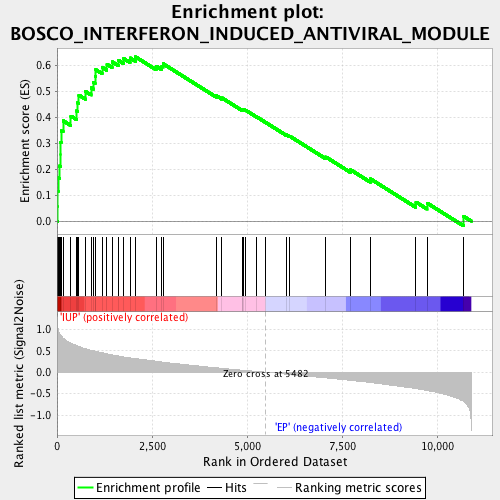 Enrichment plot:
BOSCO_INTERFERON_INDUCED_ANTIVIRAL_MODULE
Enrichment score (ES)
0.6
0.5
0.4
0.3
0.2
0.1
0.0
'IUP' (positively correlated)
Ranked list metric (Signal2Noise)
1.0
0.5
0.0
-0.5
-1.0
Zero cross at 5482
'EP' (negatively correlated)
0
2,500
5,000
7,500
10,000
Rank in Ordered Dataset
Enrichment profile
Hits
Ranking metric scores